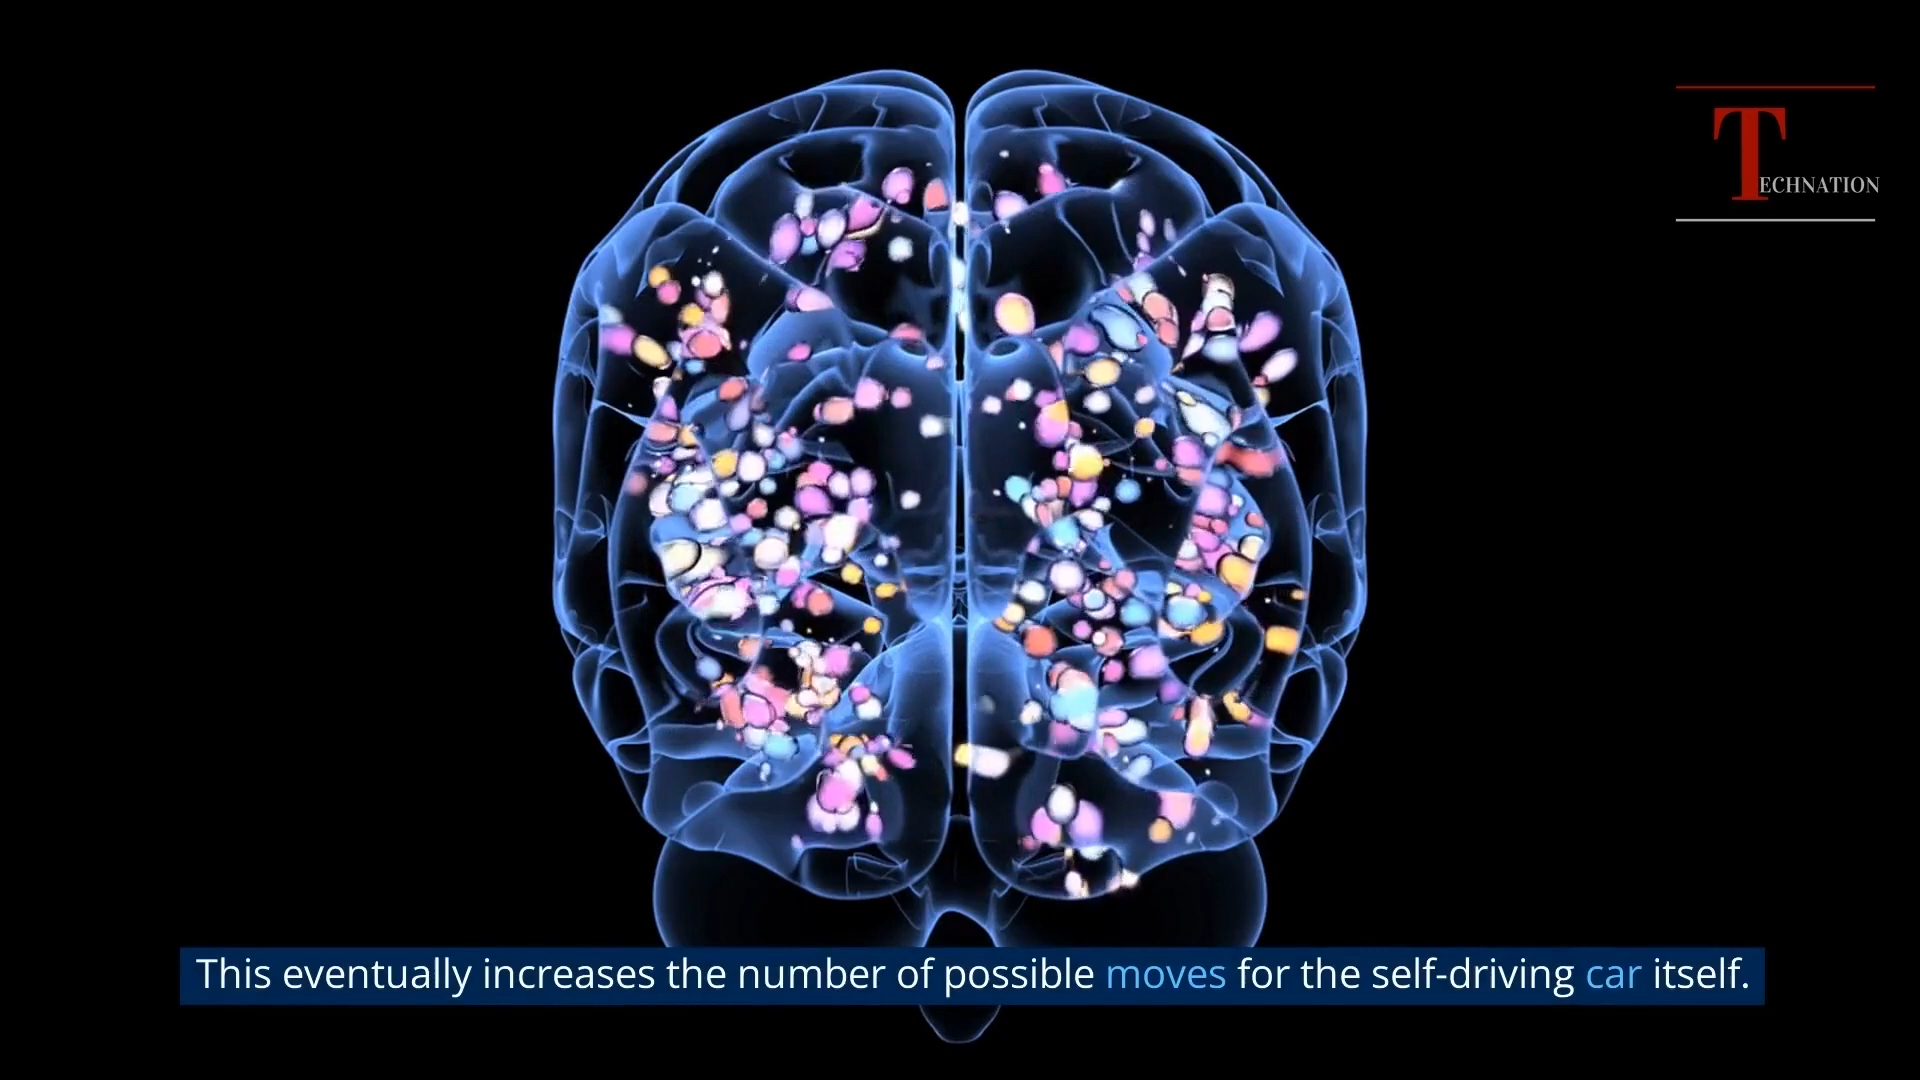 TECHNATION
This eventually increases the number of possible moves for the self-driving car itself.